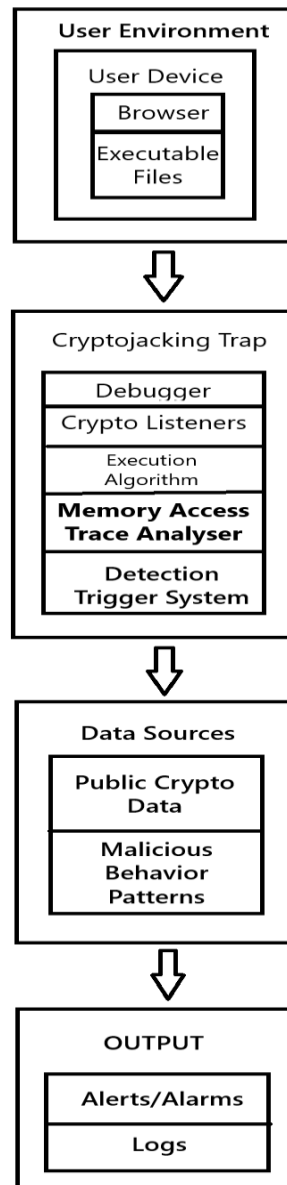 User Environment
User Device
Browser
Executable
Files
Cryptojacking Trap
Debugger
Crypto Listeners
Execution
Algorithm
Memory Access
Trace Analyser
Detection
Trigger System
Data Sources
Public Crypto
Data
Malicious
Behavior
Patterns
OUTPUT
Alerts/Alarms
Logs